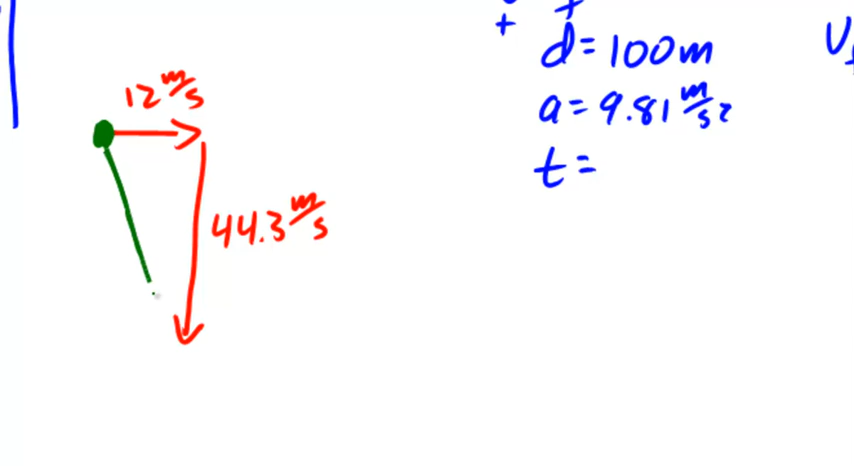 d = 100m
12 m/s
a = 9.81 m/s²
t =
44.3 m/s